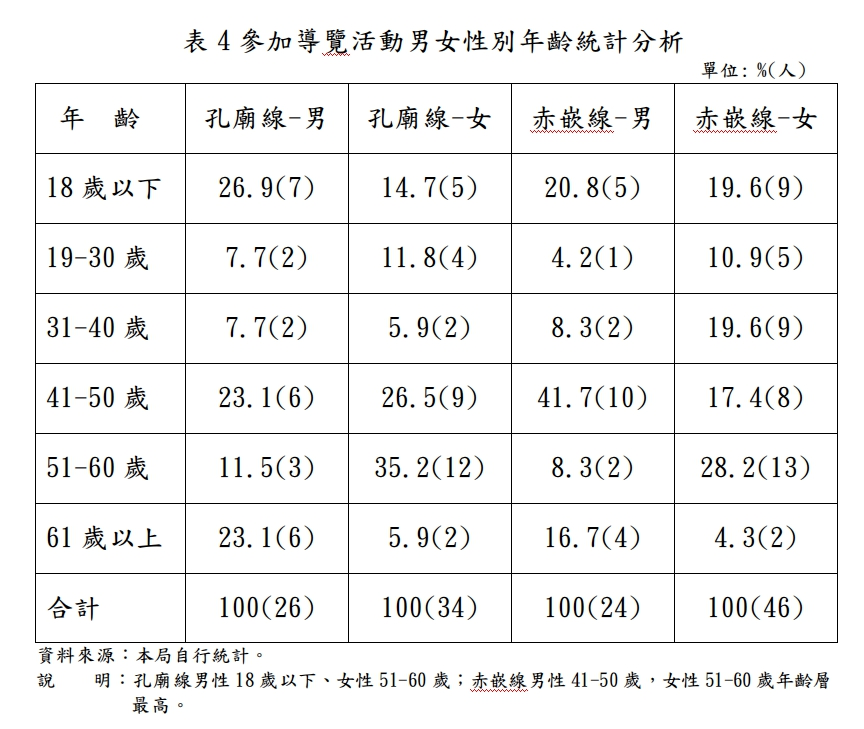 表 4 參加導覽活動男女性別年齡統計分析
單位: %(人)
年 齡 孔廟線-男 孔廟線-女 赤嵌線-男 赤嵌線-女
18 歲以下 26.9(7) 14.7(5) 20.8(5) 19.6(9)
19-30 歲 7.7(2) 11.8(4) 4.2(1) 10.9(5)
31-40 歲 7.7(2) 5.9(2) 8.3(2) 19.6(9)
41-50 歲 23.1(6) 26.5(9) 41.7(10) 17.4(8)
51-60 歲 11.5(3) 35.2(12) 8.3(2) 28.2(13)
61 歲以上 23.1(6) 5.9(2) 16.7(4) 4.3(2)
合計 100(26) 100(34) 100(24) 100(46)
資料來源：本局自行統計。
說 明：孔廟線男性 18 歲以下、女性 51-60 歲；赤嵌線男性 41-50 歲，女性 51-60 歲年齡層
最高。